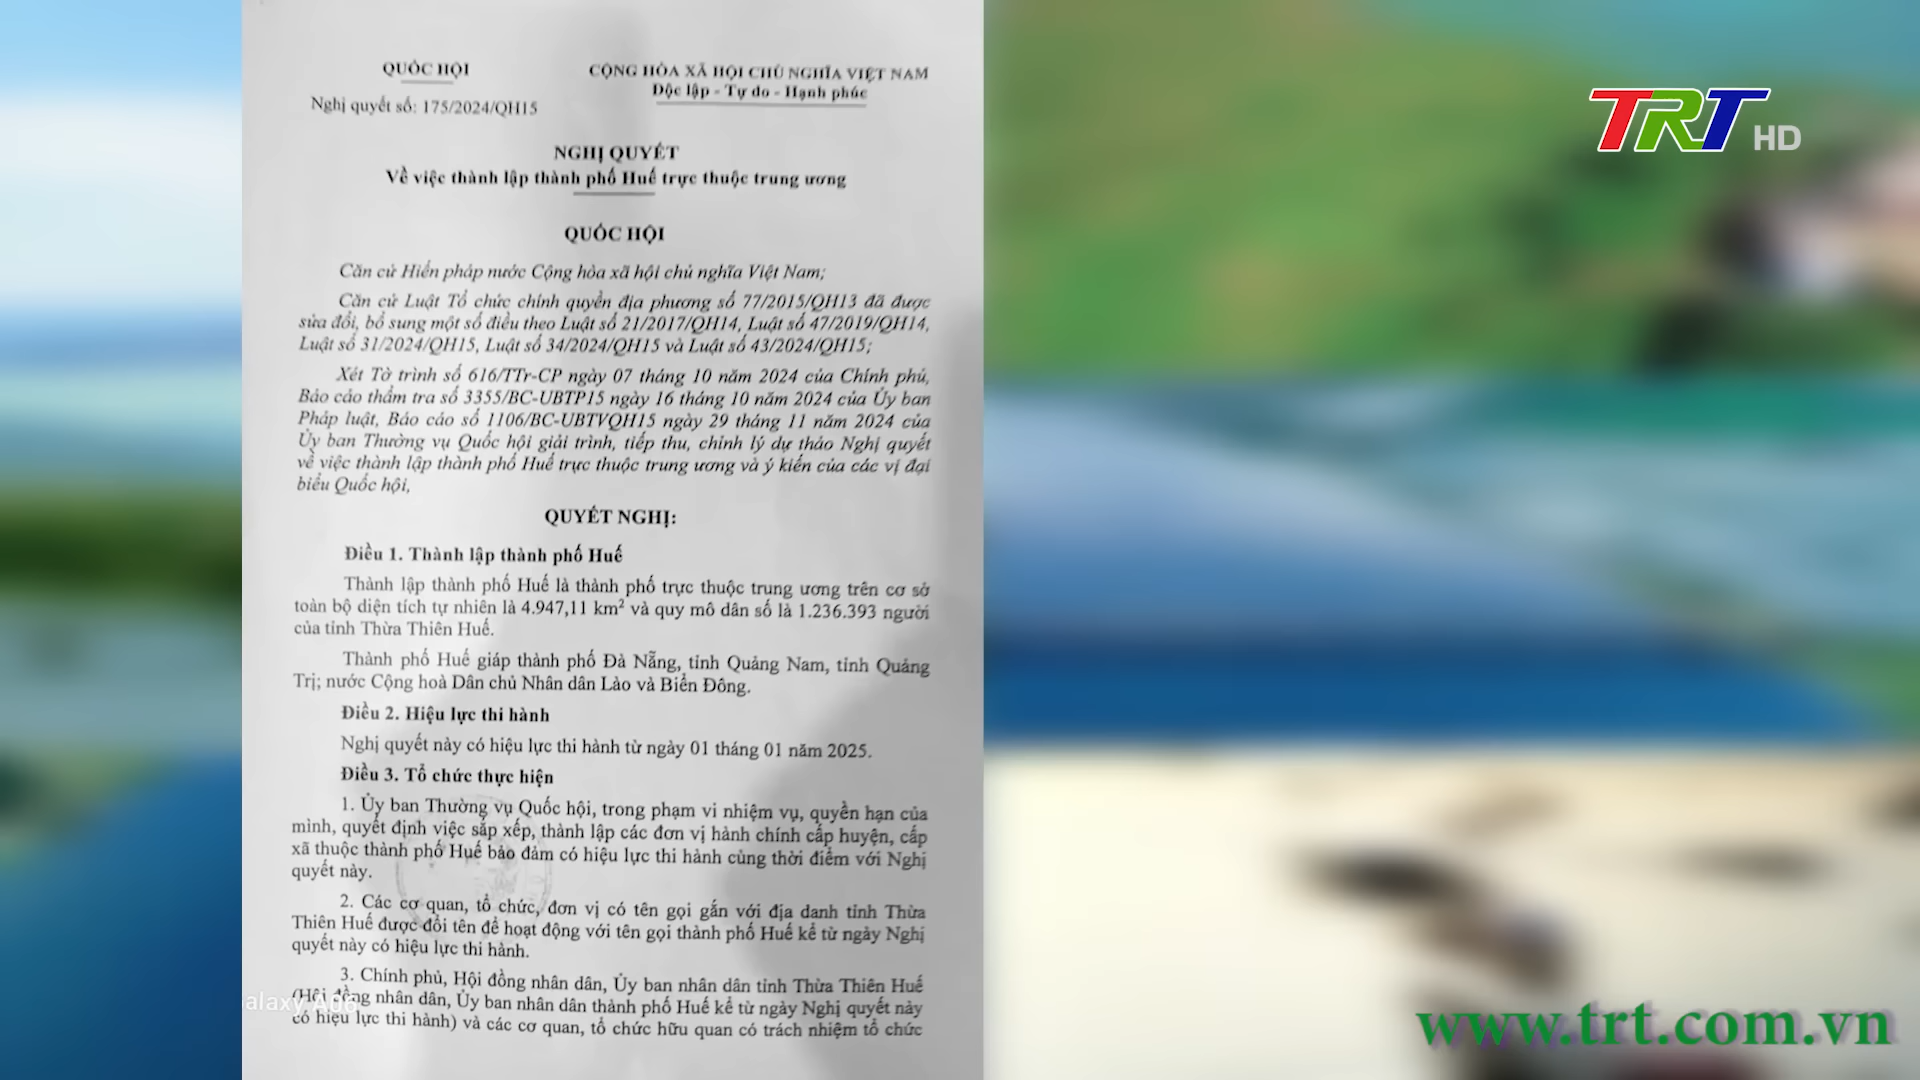 QUỐC HỘI
CỘNG HÒA XÃ HỘI CHỦ NGHĨA VIỆT NAM
Độc lập - Tự do - Hạnh phúc
Nghị quyết số: 175/2024/QH15
NGHỊ QUYẾT
Về việc thành lập thành phố Huế trực thuộc trung ương
QUỐC HỘI
Căn cứ Hiến pháp nước Cộng hòa xã hội chủ nghĩa Việt Nam;
Căn cứ Luật Tổ chức chính quyền địa phương số 77/2015/QH13 đã được
sửa đổi, bổ sung một số điều theo Luật số 21/2017/QH14, Luật số 47/2019/QH14,
Luật số 31/2024/QH15, Luật số 34/2024/QH15 và Luật số 43/2024/QH15;
Xét Tờ trình số 616/TTr-CP ngày 07 tháng 10 năm 2024 của Chính phủ,
Báo cáo thẩm tra số 3355/BC-UBTP15 ngày 16 tháng 10 năm 2024 của Ủy ban
Pháp luật, Báo cáo số 1106/BC-UBTVQH15 ngày 29 tháng 11 năm 2024 của
Ủy ban Thường vụ Quốc hội giải trình, tiếp thu, chỉnh lý dự thảo Nghị quyết
về việc thành lập thành phố Huế trực thuộc trung ương và ý kiến của các vị đại
biểu Quốc hội,
QUYẾT NGHỊ:
Điều 1. Thành lập thành phố Huế
Thành lập thành phố Huế là thành phố trực thuộc trung ương trên cơ sở
toàn bộ diện tích tự nhiên là 4.947,11 km² và quy mô dân số là 1.236.393 người
của tỉnh Thừa Thiên Huế.
Thành phố Huế giáp thành phố Đà Nẵng, tỉnh Quảng Nam, tỉnh Quảng
Trị; nước Cộng hoà Dân chủ Nhân dân Lào và Biển Đông.
Điều 2. Hiệu lực thi hành
Nghị quyết này có hiệu lực thi hành từ ngày 01 tháng 01 năm 2025.
Điều 3. Tổ chức thực hiện
1. Ủy ban Thường vụ Quốc hội, trong phạm vi nhiệm vụ, quyền hạn của
mình, quyết định việc sắp xếp, thành lập các đơn vị hành chính cấp huyện, cấp
xã thuộc thành phố Huế bảo đảm có hiệu lực thi hành cùng thời điểm với Nghị
quyết này.
2. Các cơ quan, tổ chức, đơn vị có tên gọi gắn với địa danh tỉnh Thừa
Thiên Huế được đổi tên để hoạt động với tên gọi thành phố Huế kể từ ngày Nghị
quyết này có hiệu lực thi hành.
3. Chính phủ, Hội đồng nhân dân, Ủy ban nhân dân tỉnh Thừa Thiên Huế
(Hội đồng nhân dân, Ủy ban nhân dân thành phố Huế kể từ ngày Nghị quyết này
có hiệu lực thi hành) và các cơ quan, tổ chức hữu quan có trách nhiệm tổ chức
alaxy A06
TRT HD
www.trt.com.vn